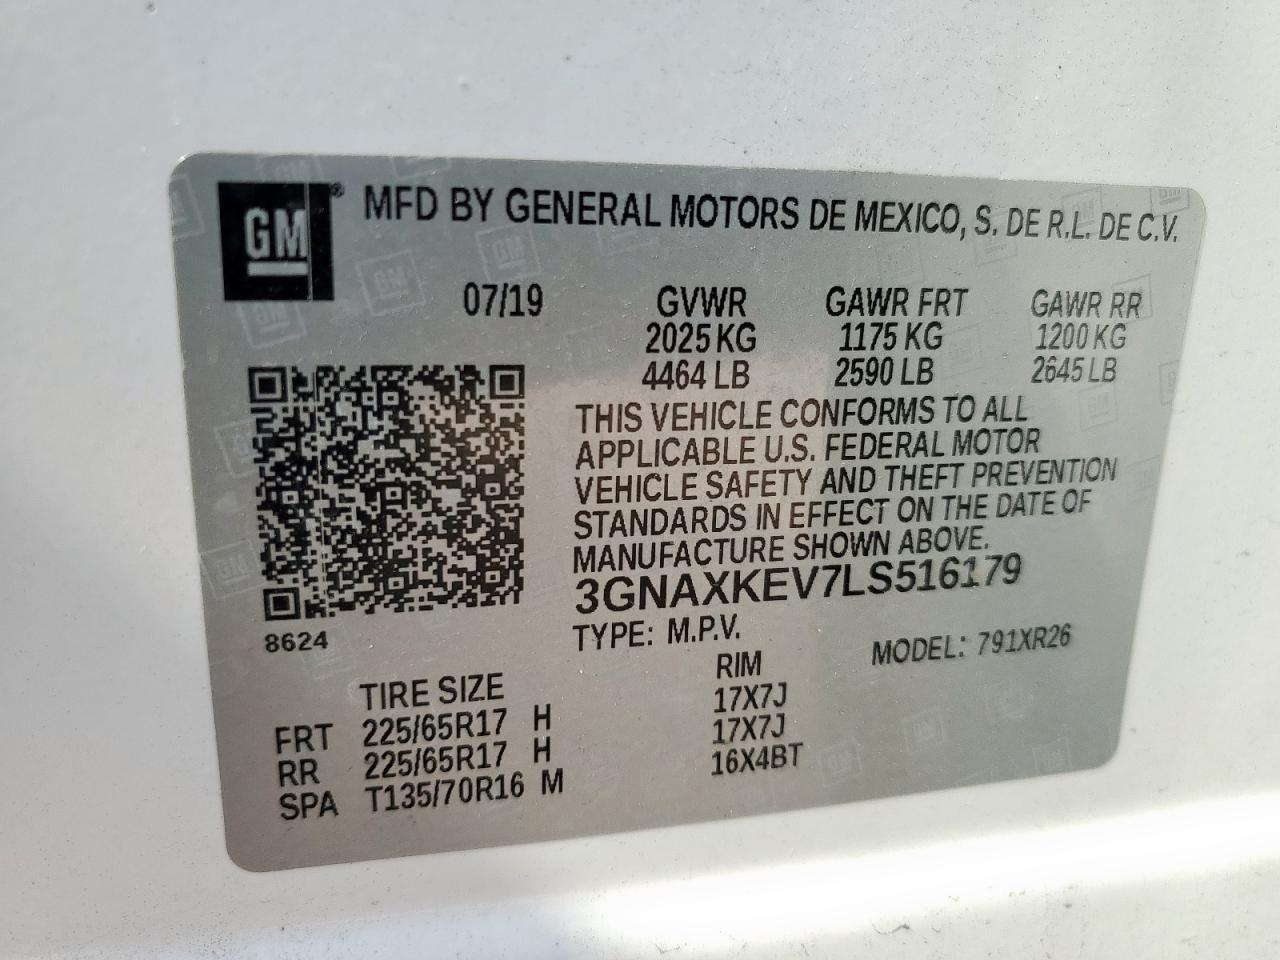 GM ® MFD BY GENERAL MOTORS DE MEXICO, S. DE R.L. DE C.V.
07/19 GVWR GAWR FRT GAWR RR
2025 KG 1175 KG 1200 KG
4464 LB 2590 LB 2645 LB
THIS VEHICLE CONFORMS TO ALL
APPLICABLE U.S. FEDERAL MOTOR
VEHICLE SAFETY AND THEFT PREVENTION
STANDARDS IN EFFECT ON THE DATE OF
MANUFACTURE SHOWN ABOVE.
3GNAXKEV7LS516179
8624
TYPE: M.P.V. MODEL: 791XR26
TIRE SIZE RIM
FRT 225/65R17 H 17X7J
RR 225/65R17 H 17X7J
SPA T135/70R16 M 16X4BT